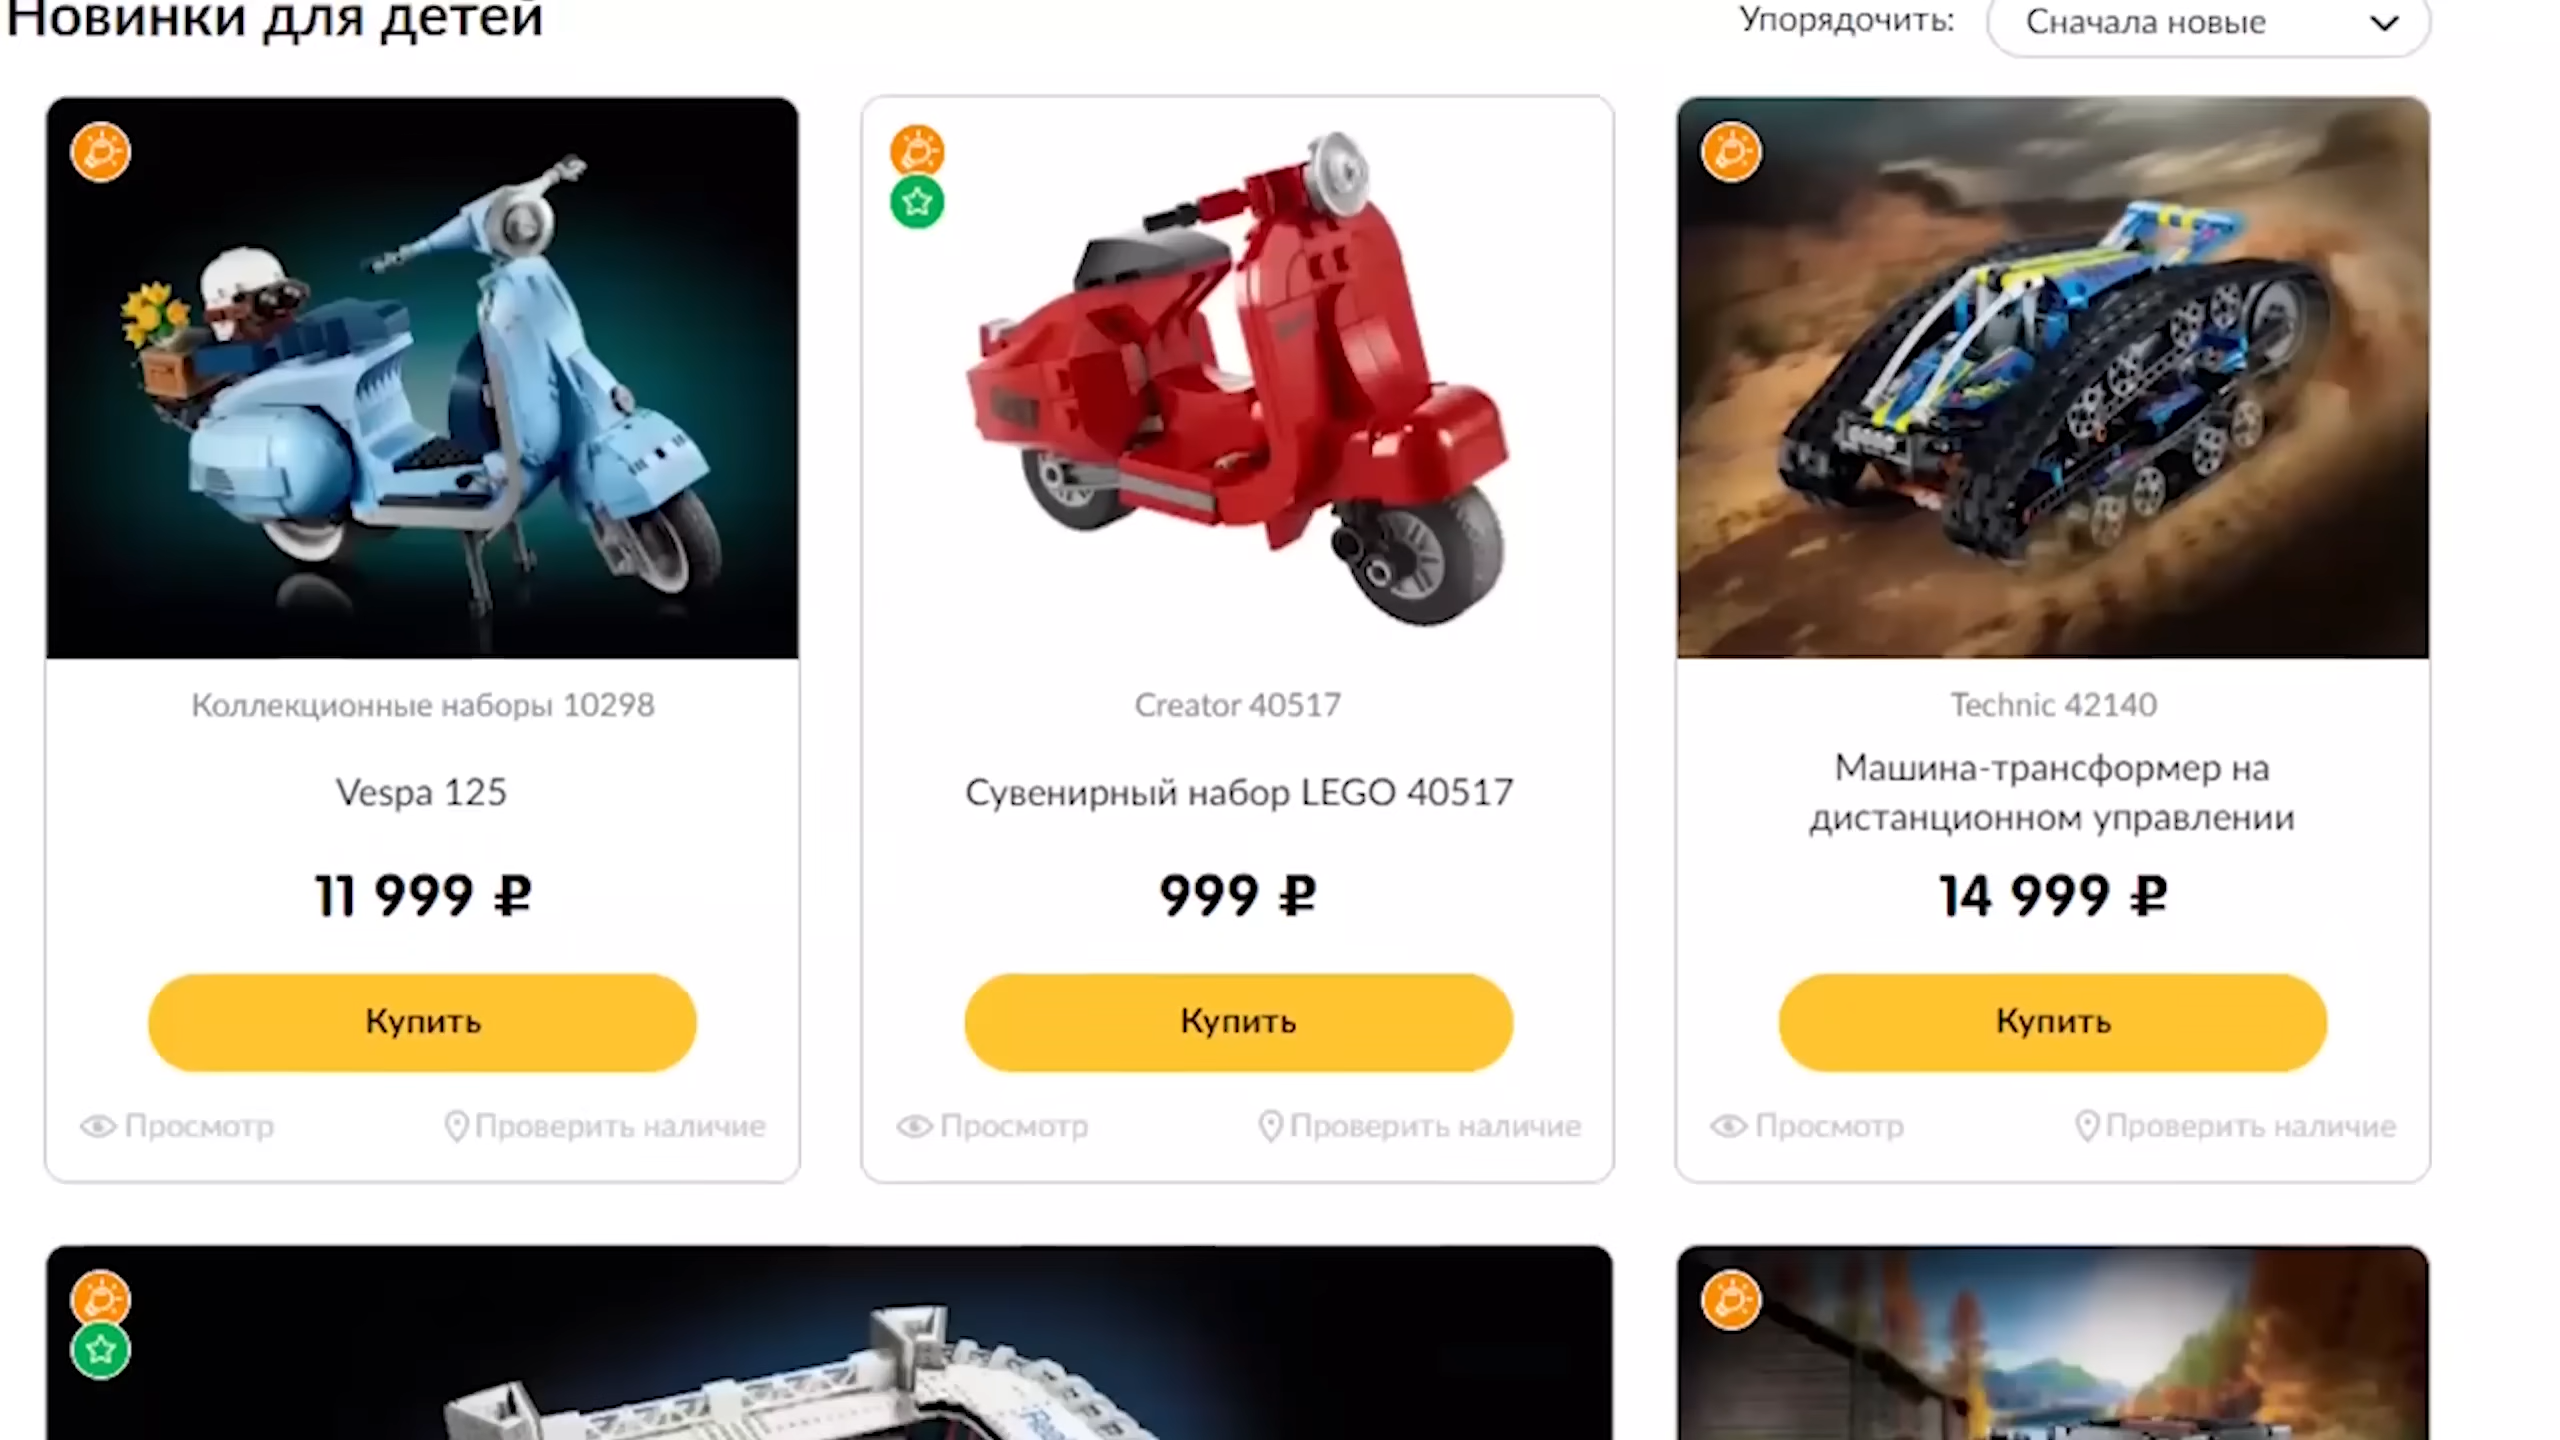 Новинки для детей
Упорядочить:
Сначала новые
Коллекционные наборы 10298
Vespa 125
11 999 ₽
Купить
Просмотр
Проверить наличие
Creator 40517
Сувенирный набор LEGO 40517
999 ₽
Купить
Просмотр
Проверить наличие
Technic 42140
Машина-трансформер на
дистанционном управлении
14 999 ₽
Купить
Просмотр
Проверить наличие